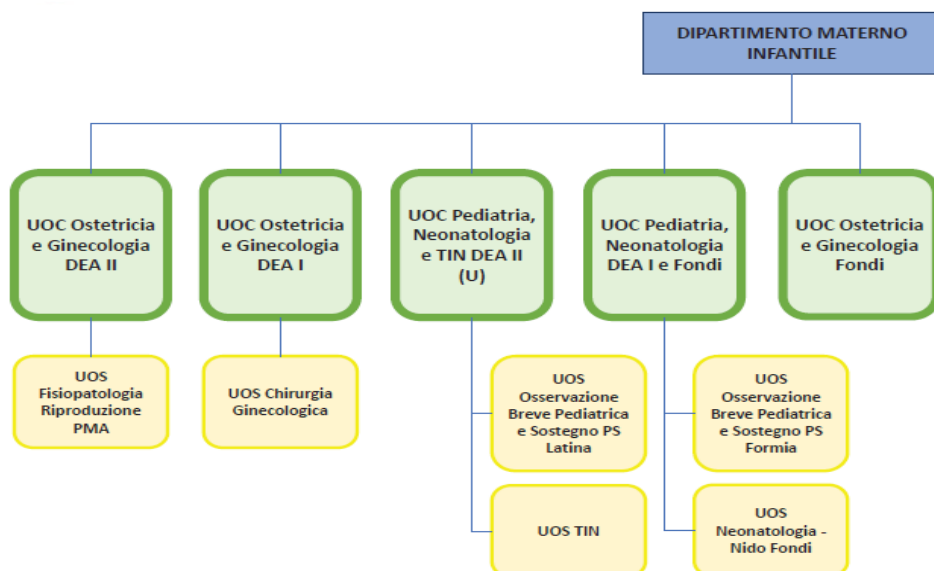 DIPARTIMENTO MATERNO
INFANTILE
UOC Ostetricia
e Ginecologia
DEA II
UOC Ostetricia
e Ginecologia
DEA I
UOC Pediatria,
Neonatologia
e TIN DEA II
(U)
UOC Pediatria,
Neonatologia
DEA I e Fondi
UOC Ostetricia
e Ginecologia
Fondi
UOS
Fisiopatologia
Riproduzione
PMA
UOS Chirurgia
Ginecologica
UOS
Osservazione
Breve Pediatrica
e Sostegno PS
Latina
UOS
Osservazione
Breve Pediatrica
e Sostegno PS
Formia
UOS TIN
UOS
Neonatologia -
Nido Fondi